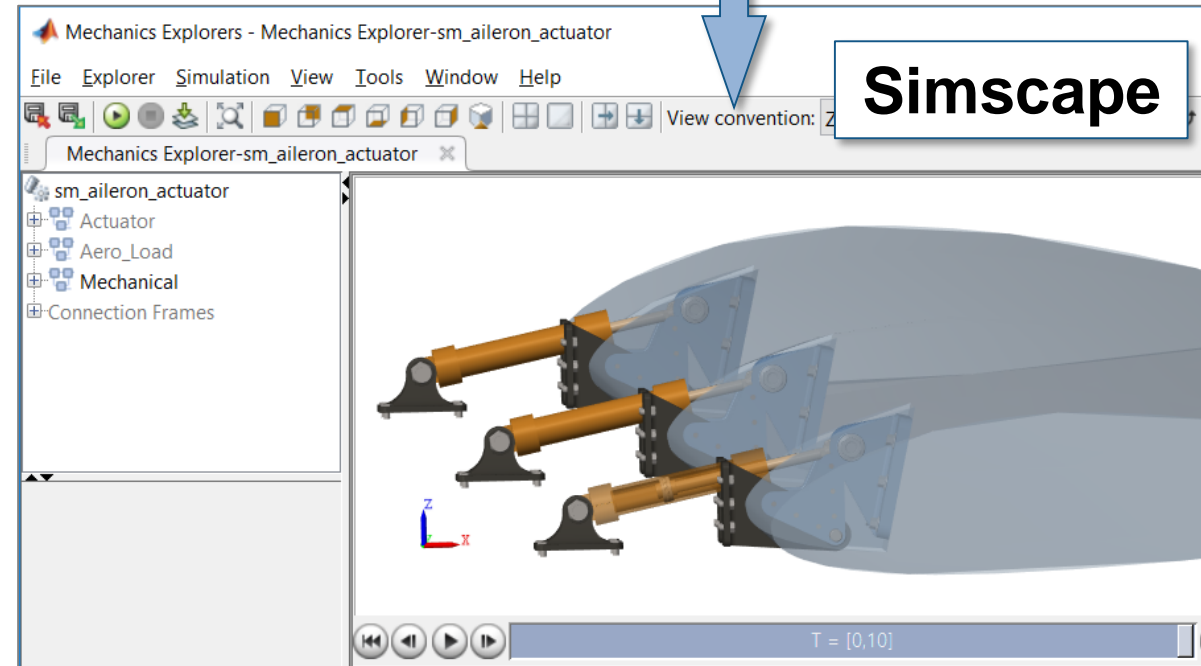 Mechanics Explorers - Mechanics Explorer-sm_aileron_actuator
File Explorer Simulation View Tools Window Help
Simscape
View convention: Z
Mechanics Explorer-sm_aileron_actuator
sm_aileron_actuator
Actuator
Aero_Load
Mechanical
Connection Frames
Z
X
T = [0,10]